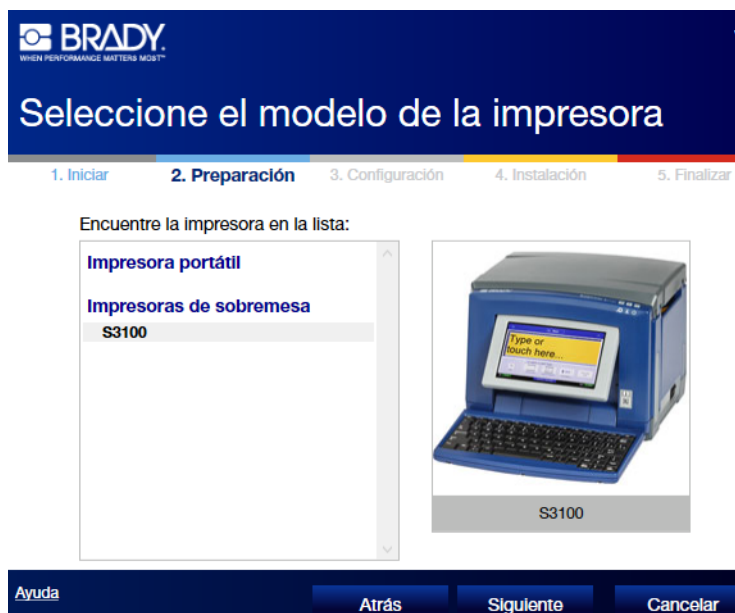 BRADY.
WHEN PERFORMANCE MATTERS MOST™
Seleccione el modelo de la impresora
1. Iniciar 2. Preparación 3. Configuración 4. Instalación 5. Finalizar
Encuentre la impresora en la lista:
Impresora portátil
Impresoras de sobremesa
S3100
Type or
touch here...
S3100
Ayuda
Atrás Siguiente Cancelar